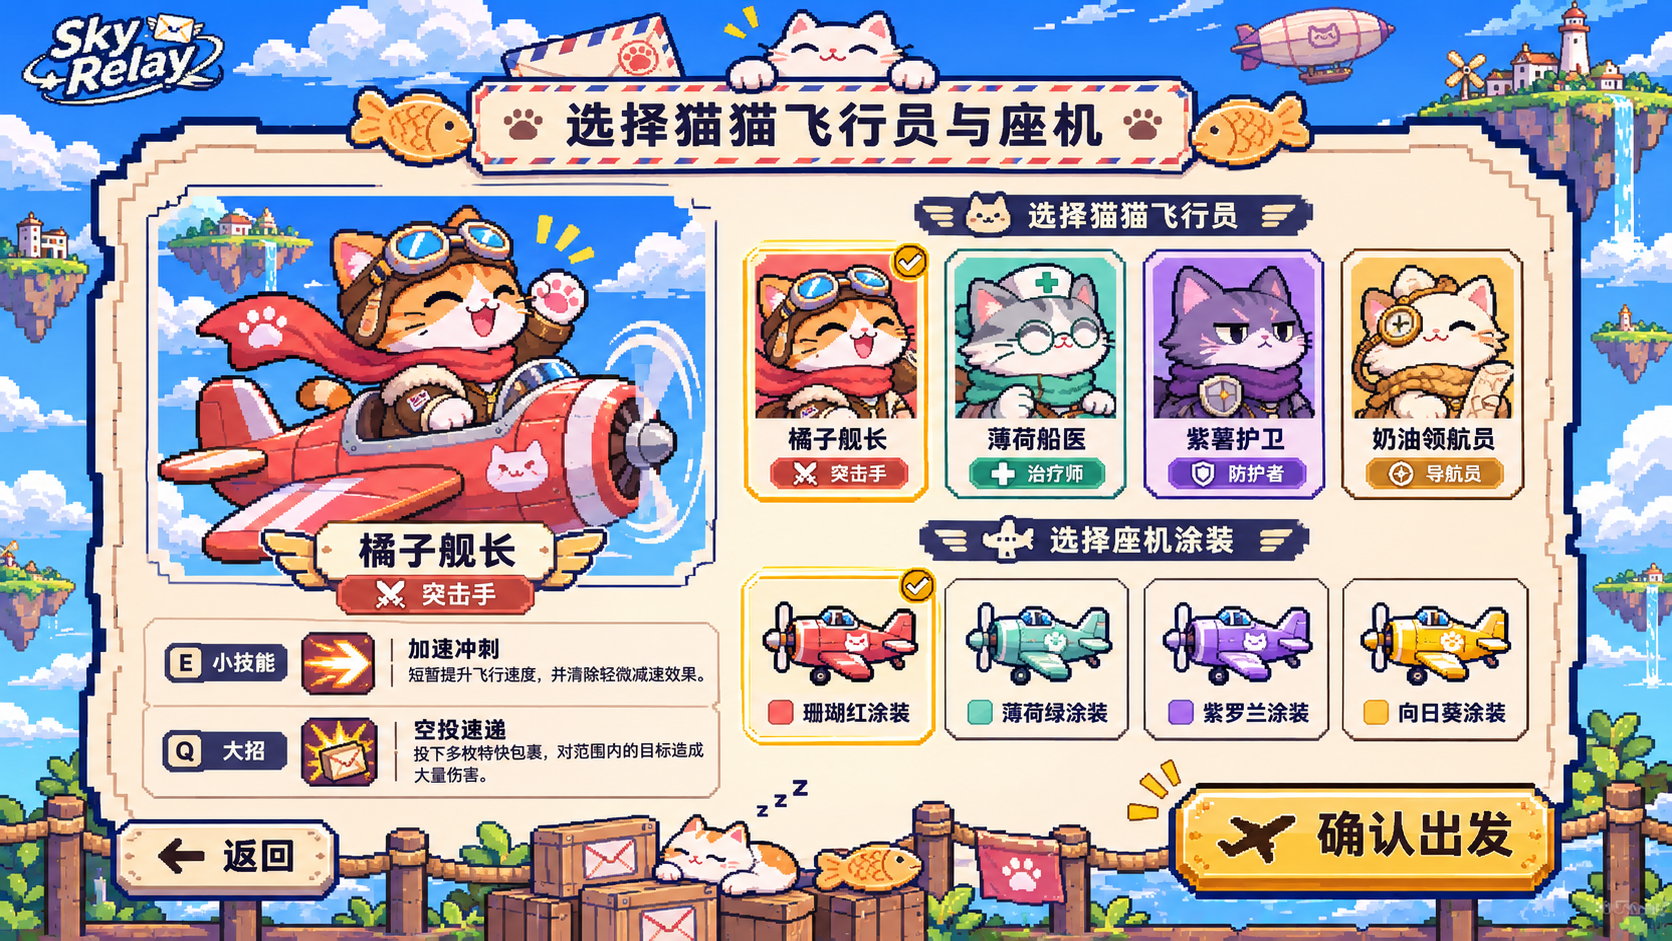 Sky
Relay
选择猫猫飞行员与座机
选择猫猫飞行员
橘子舰长
突击手
薄荷船医
治疗师
紫薯护卫
防护者
奶油领航员
导航员
橘子舰长
突击手
选择座机涂装
珊瑚红涂装
薄荷绿涂装
紫罗兰涂装
向日葵涂装
E 小技能
加速冲刺
短暂提升飞行速度，并清除轻微减速效果。
Q 大招
空投速递
投下多枚特快包裹，对范围内的目标造成
大量伤害。
z z Z
返回
确认出发